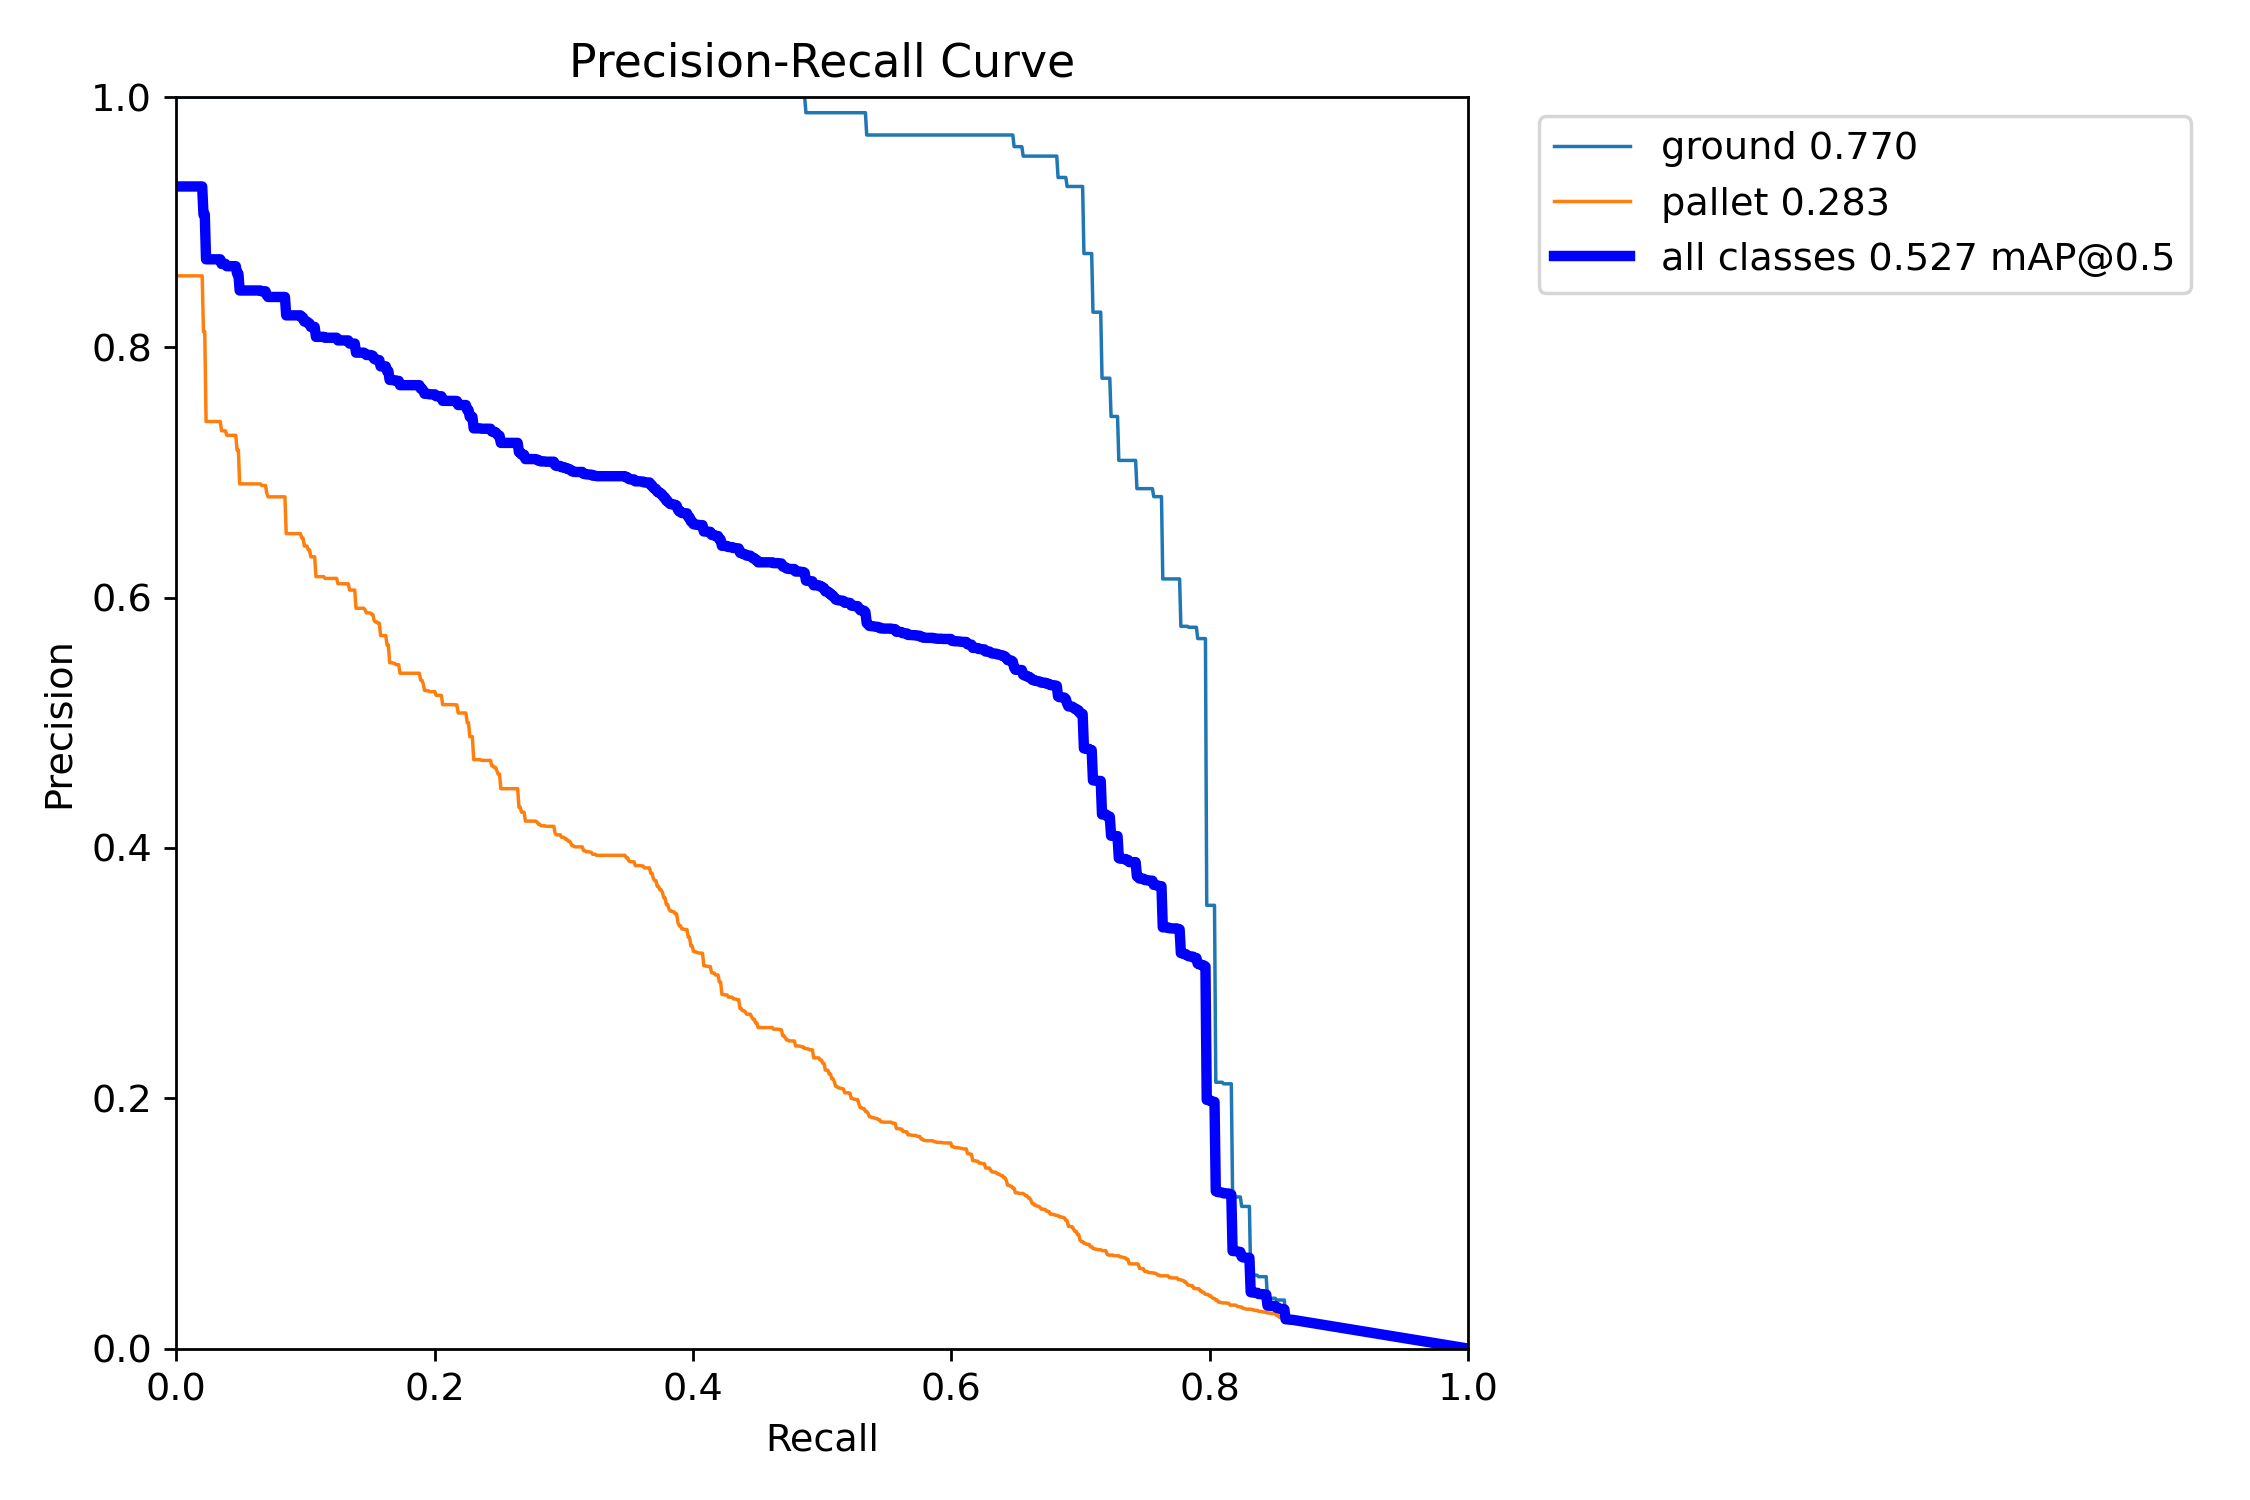 Precision-Recall Curve
1.0
0.8
0.6
0.4
0.2
0.0
Precision
0.0 0.2 0.4 0.6 0.8 1.0
Recall
ground 0.770
pallet 0.283
all classes 0.527 mAP@0.5